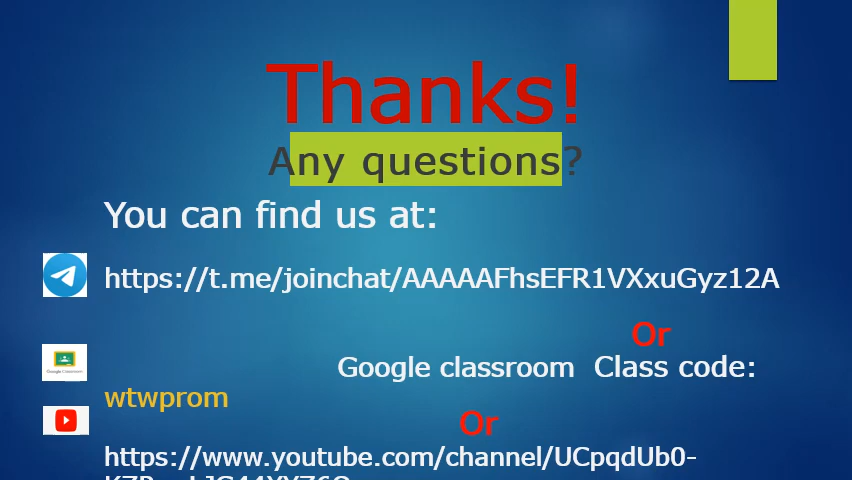 Thanks!
Any questions?
You can find us at:
https://t.me/joinchat/AAAAAFhsEFR1VXxuGyz12A
Or
Google classroom Class code:
wtwprom
Or
https://www.youtube.com/channel/UCpqdUb0-